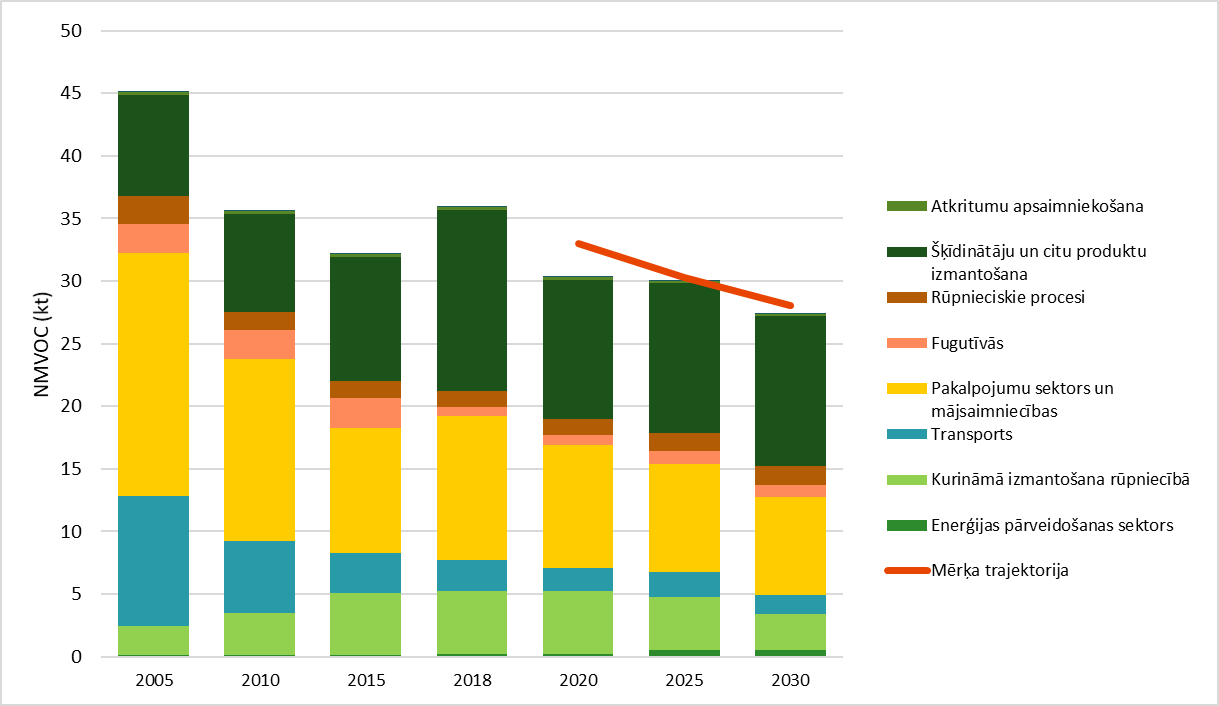 50
45
40
35
30
25
20
15
10
5
0
NMVOC (kt)
2005
2010
2015
2018
2020
2025
2030
Atkritumu apsaimniekošana
Šķīdinātāju un citu produktu
izmantošana
Rūpnieciskie procesi
Fugutīvās
Pakalpojumu sektors un
mājsaimniecības
Transports
Kurināmā izmantošana rūpniecībā
Enerģijas pārveidošanas sektors
Mērķa trajektorija